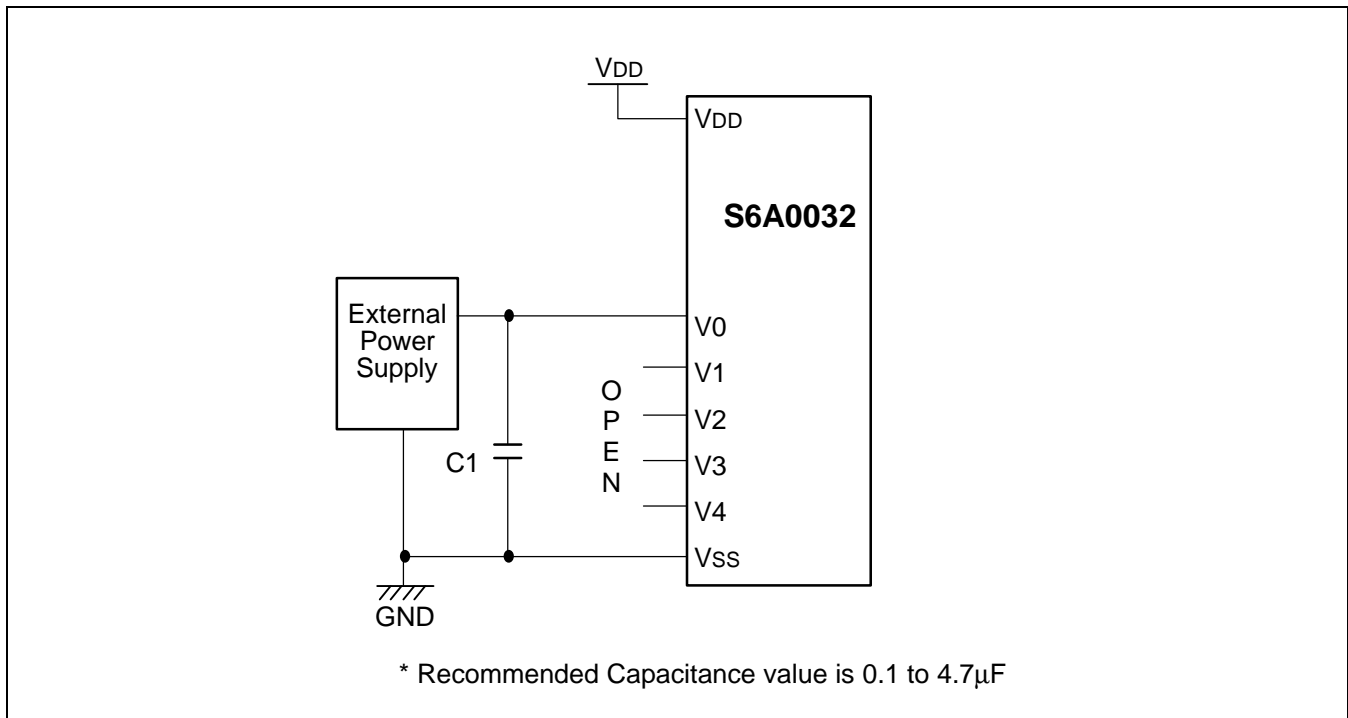 VDD
VDD
S6A0032
External
Power
Supply
V0
V1
O
P
E
N
V2
V3
C1
V4
VSS
GND
* Recommended Capacitance value is 0.1 to 4.7μF